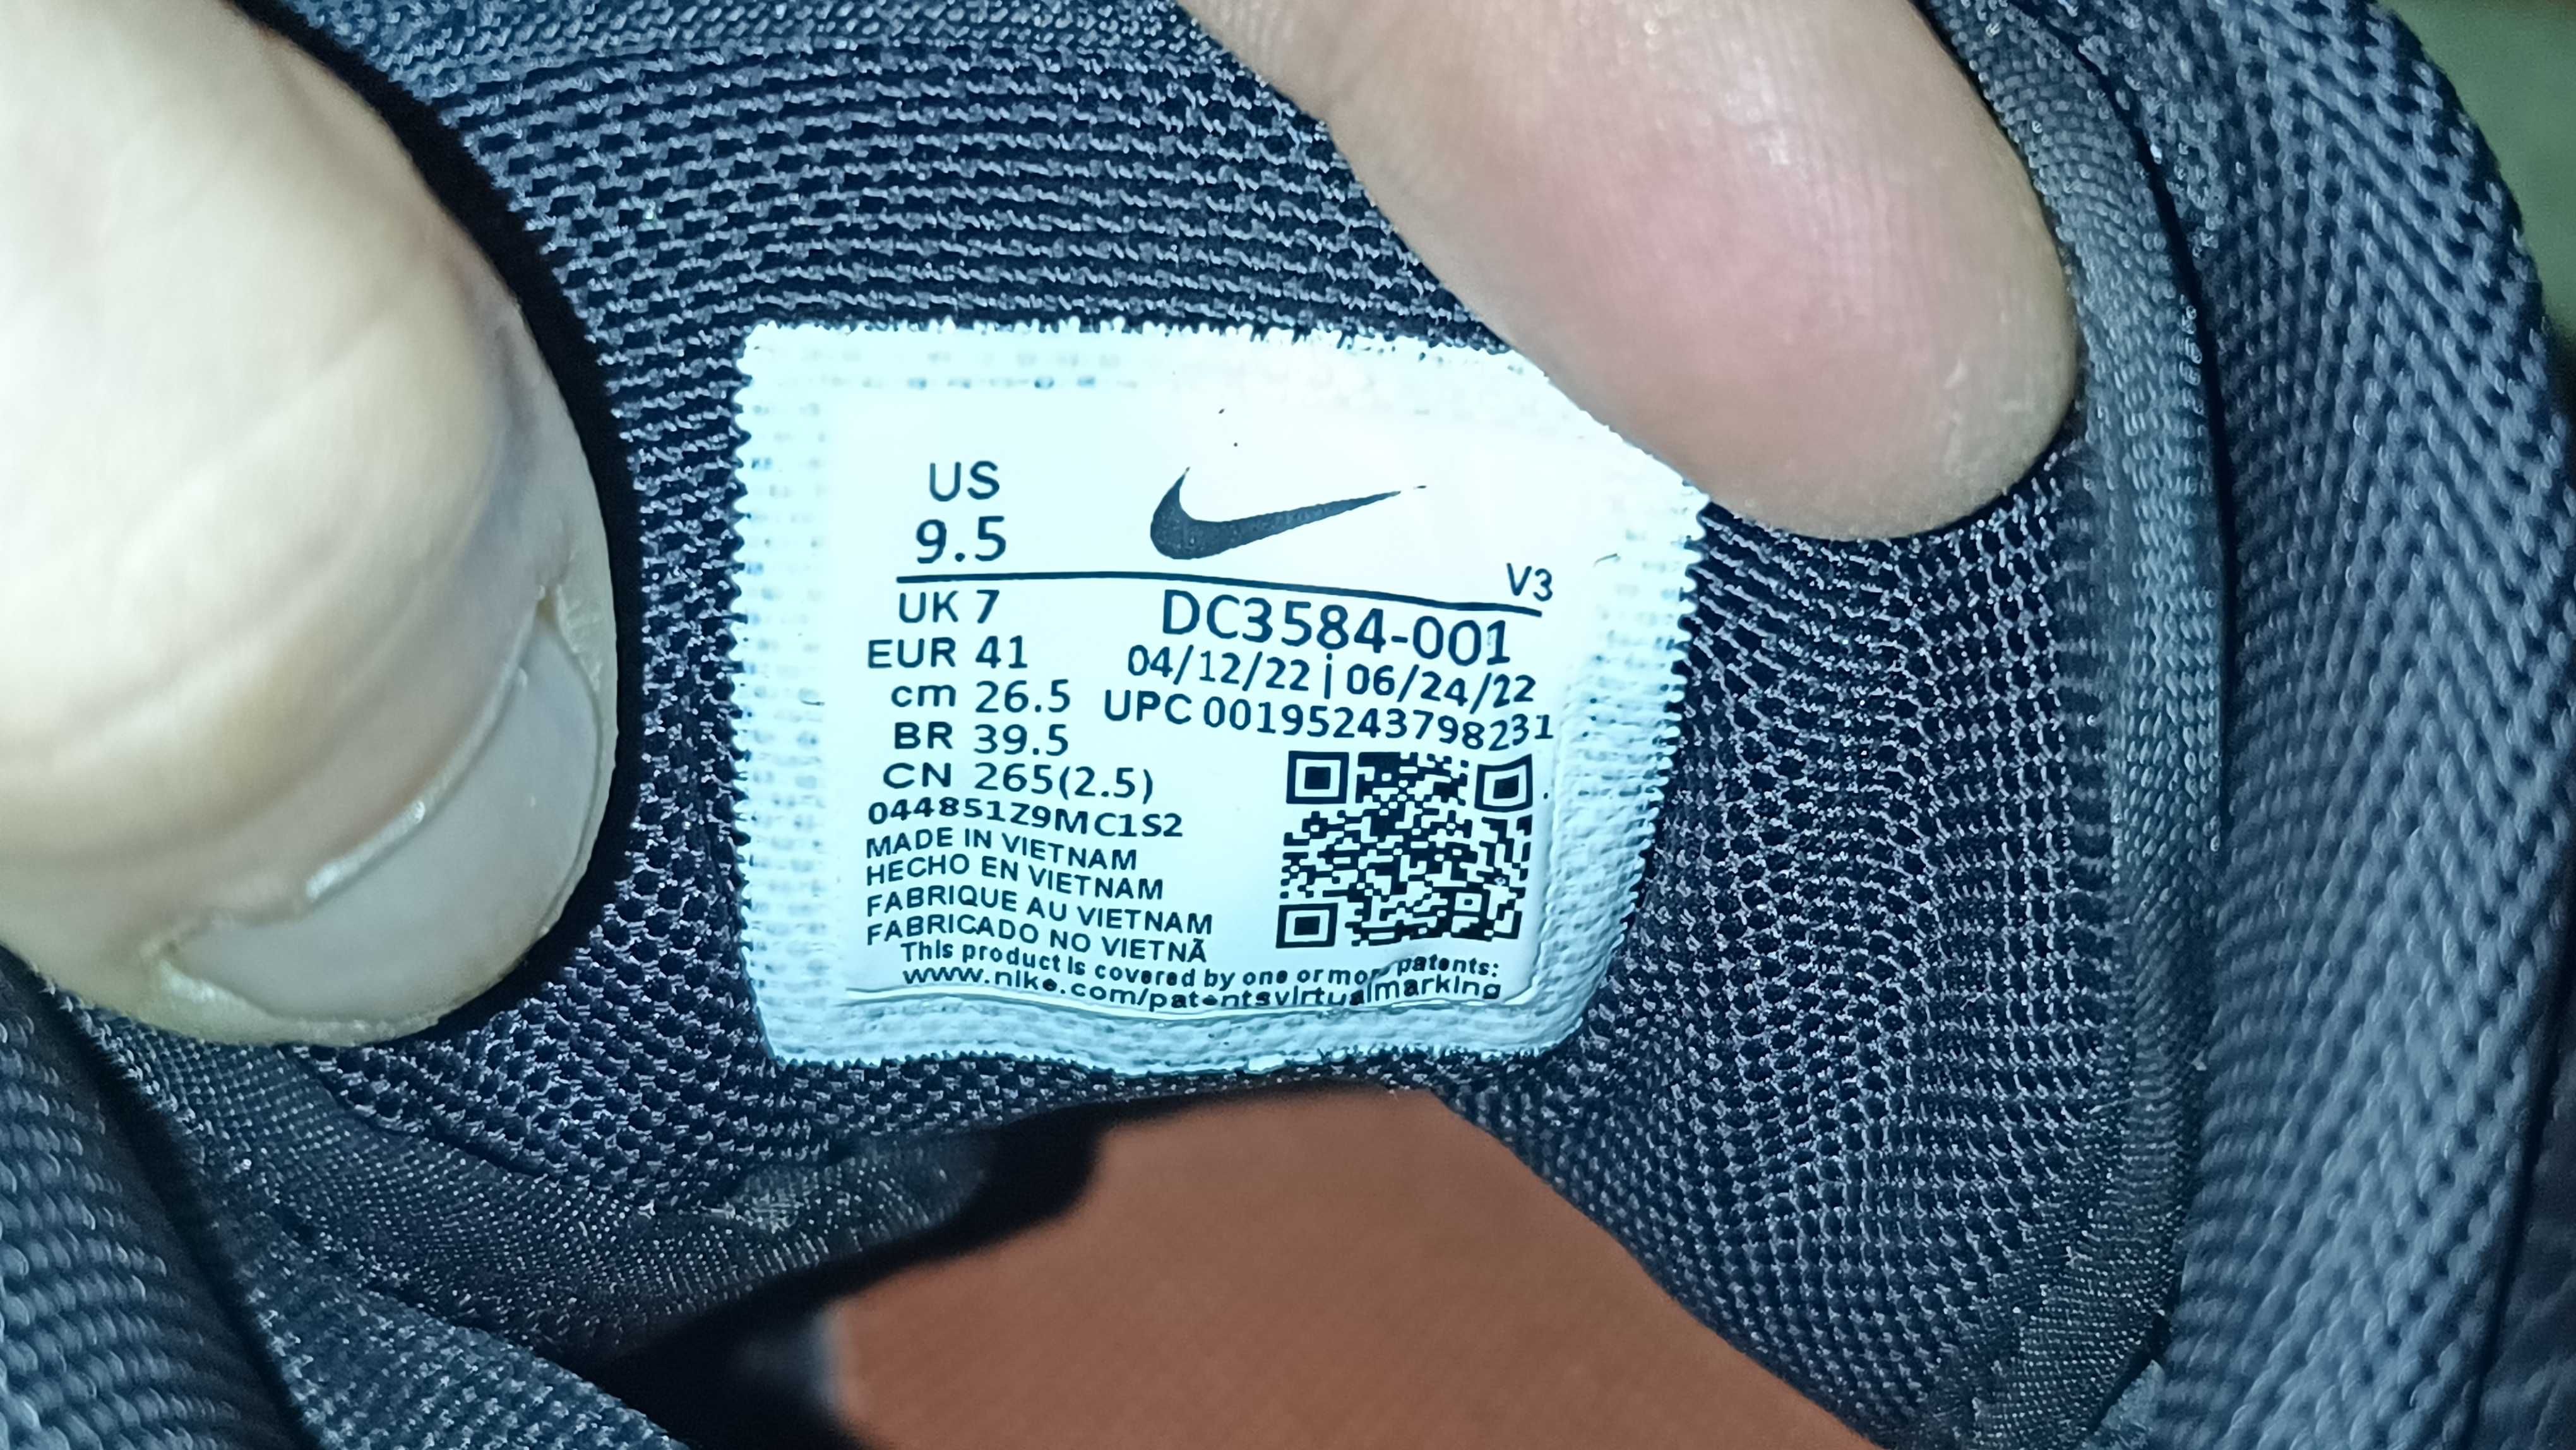 US
9.5
V3
UK 7
EUR 41
cm 26.5
BR 39.5
CN 265(2.5)
DC3584-001
04/12/22 | 06/24/22
UPC 00195243798231
044851Z9MC1S2
MADE IN VIETNAM
HECHO EN VIETNAM
FABRIQUE AU VIETNAM
FABRICADO NO VIETNÃ
This product is covered by one or more patents:
www.nike.com/patentsvirtualmarking